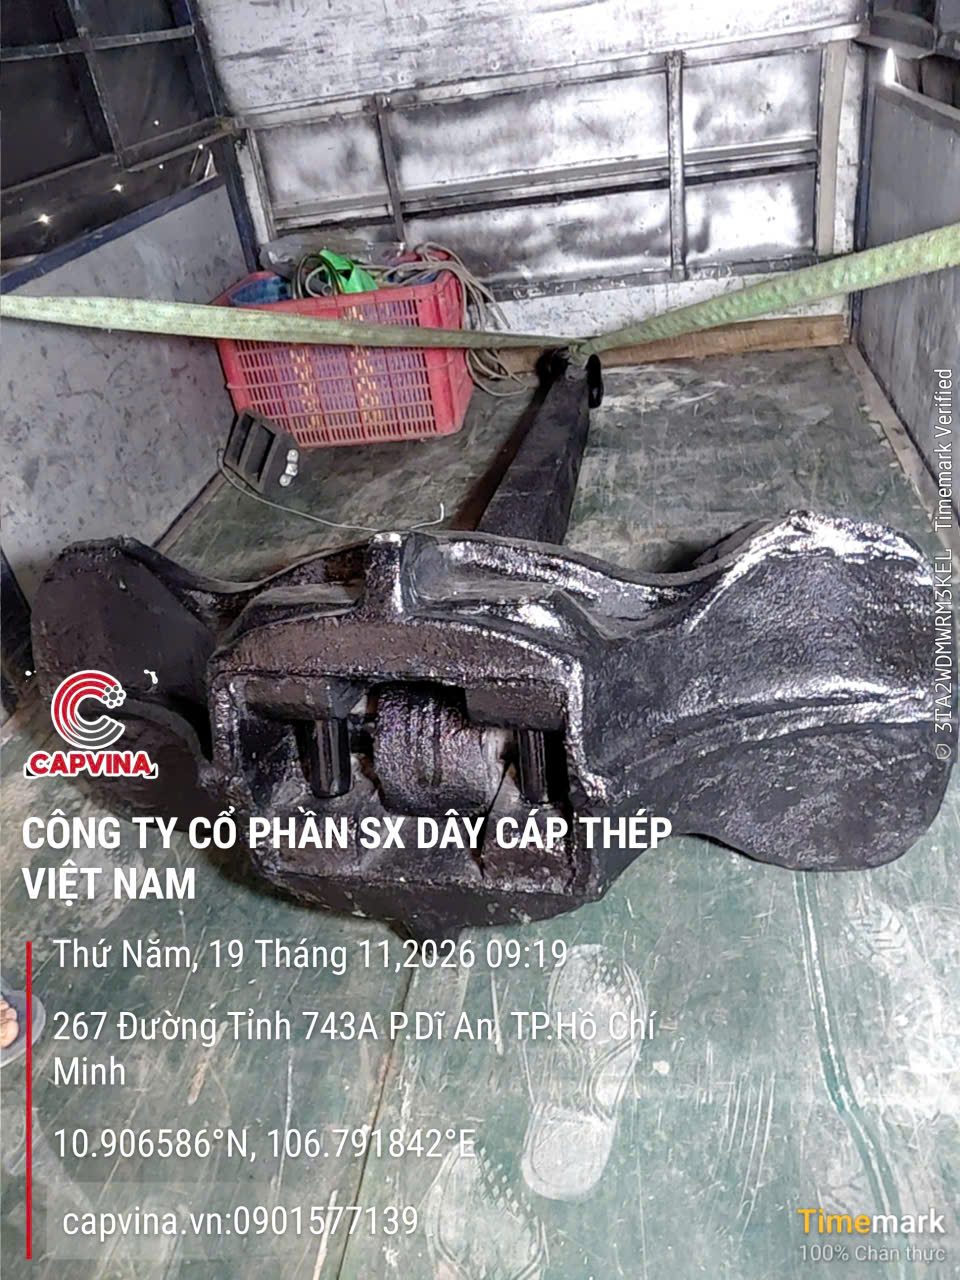 CAPVINA
CÔNG TY CỔ PHẦN SX DÂY CÁP THÉP
VIỆT NAM
Thứ Năm, 19 Tháng 11,2026 09:19
267 Đường Tỉnh 743A P.Dĩ An, TP.Hồ Chí
Minh
10.906586°N, 106.791842°E
capvina.vn:0901577139
3TA2WDMWRM3KEL Timemark Verified
Timemark
100% Chân thực